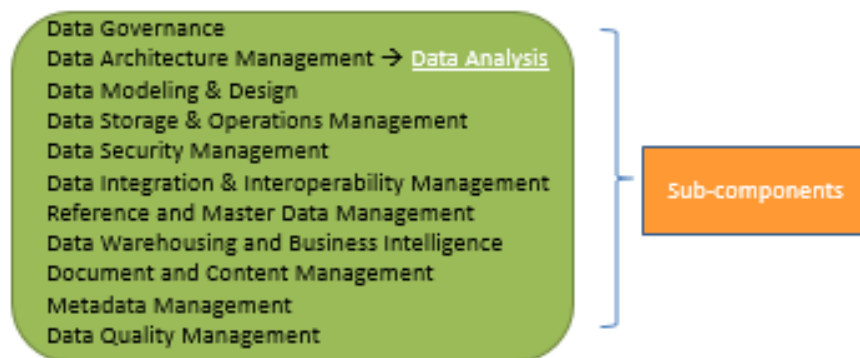 Data Governance
Data Architecture Management → Data Analysis
Data Modeling & Design
Data Storage & Operations Management
Data Security Management
Data Integration & Interoperability Management
Reference and Master Data Management
Data Warehousing and Business Intelligence
Document and Content Management
Metadata Management
Data Quality Management
Sub-components